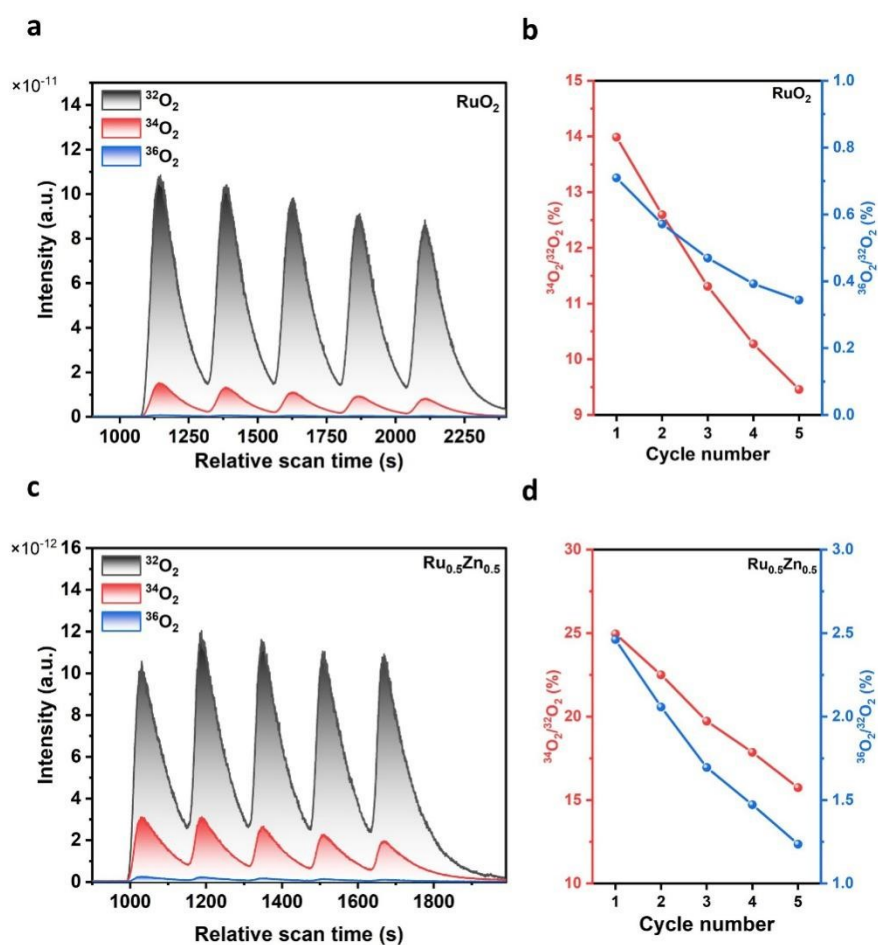 a
×10⁻¹¹
14
12
10
8
6
4
2
0
Intensity (a.u.)
³²O₂
³⁴O₂
³⁶O₂
RuO₂
1000 1250 1500 1750 2000 2250
Relative scan time (s)
b
15
14
13
12
11
10
9
³⁴O₂/³²O₂ (%)
RuO₂
1.0
0.8
0.6
0.4
0.2
0.0
³⁶O₂/³²O₂ (%)
1 2 3 4 5
Cycle number
c
×10⁻¹²
16
14
12
10
8
6
4
2
0
Intensity (a.u.)
³²O₂
³⁴O₂
³⁶O₂
Ru₀.₅Zn₀.₅
1000 1200 1400 1600 1800
Relative scan time (s)
d
30
25
20
15
10
³⁴O₂/³²O₂ (%)
Ru₀.₅Zn₀.₅
3.0
2.5
2.0
1.5
1.0
³⁶O₂/³²O₂ (%)
1 2 3 4 5
Cycle number